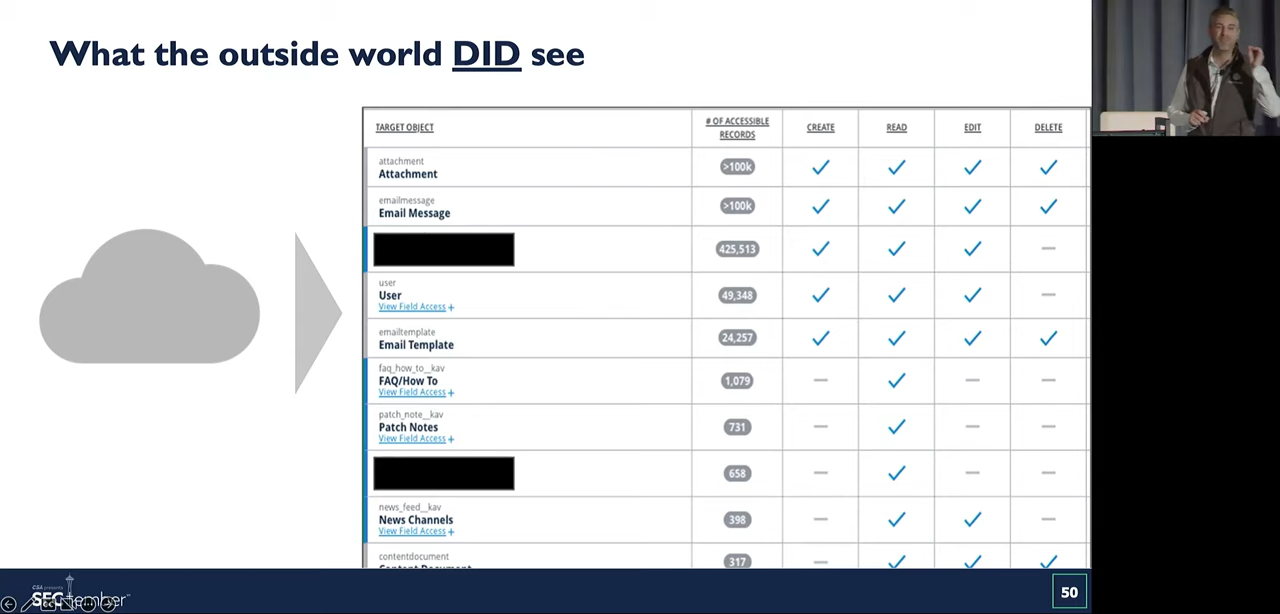 What the outside world DID see
TARGET OBJECT
# OF ACCESSIBLE
RECORDS
CREATE
READ
EDIT
DELETE
attachment
Attachment
>100k
emailmessage
Email Message
>100k
425,513
user
User
View Field Access +
49,348
emailtemplate
Email Template
24,257
faq_how_to__kav
FAQ/How To
View Field Access +
1,079
patch_note__kav
Patch Notes
View Field Access +
731
658
news_feed__kav
News Channels
View Field Access +
398
contentdocument
Content Document
317
CSA presents
SECtember
50